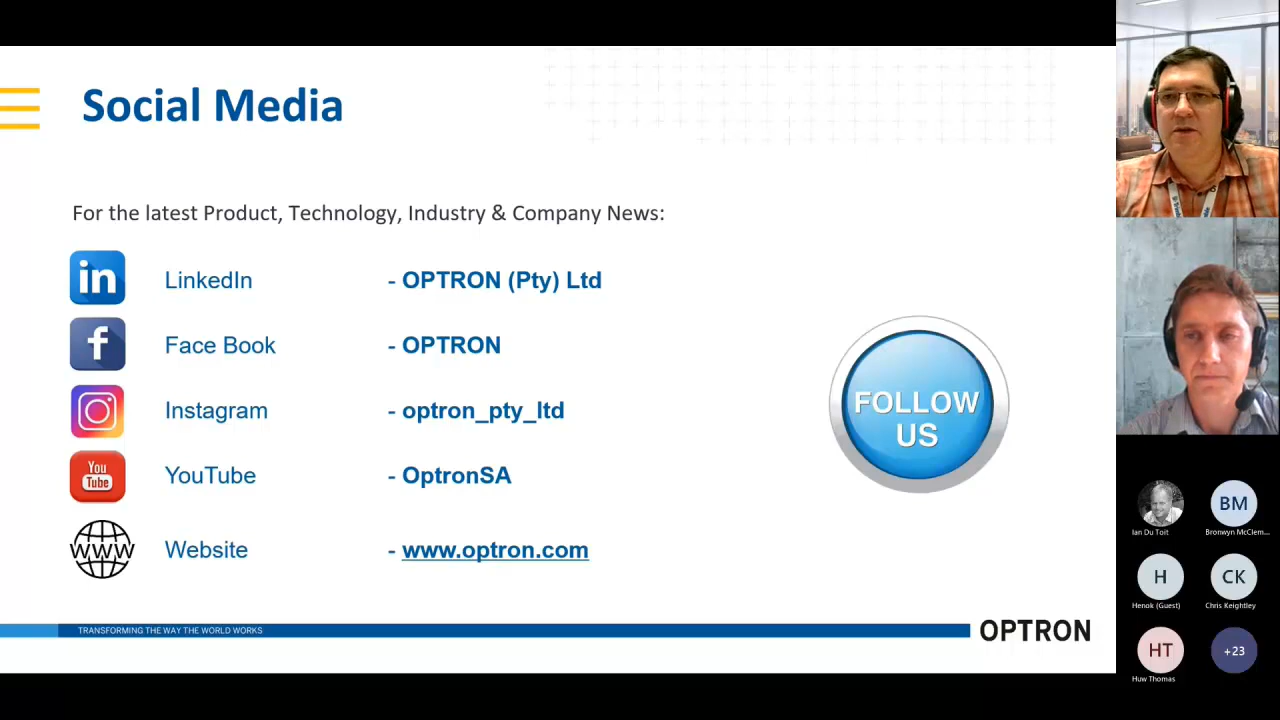 Social Media
For the latest Product, Technology, Industry & Company News:
in LinkedIn - OPTRON (Pty) Ltd
f Face Book - OPTRON
Instagram - optron_pty_ltd
You
Tube
YouTube - OptronSA
WWW Website - www.optron.com
FOLLOW
US
TRANSFORMING THE WAY THE WORLD WORKS
OPTRON
Ian Du Toit
BM
Bronwyn McClem...
H
Henok (Guest)
CK
Chris Keightley
HT
Huw Thomas
+23